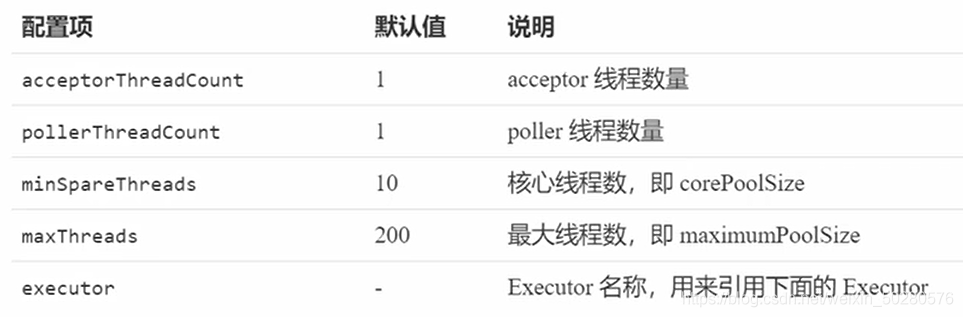 配置项 默认值 说明
acceptorThreadCount 1 acceptor 线程数量
pollerThreadCount 1 poller 线程数量
minSpareThreads 10 核心线程数，即 corePoolSize
maxThreads 200 最大线程数，即 maximumPoolSize
executor - Executor 名称，用来引用下面的 Executor
https://blog.csdn.net/weixin_50280576